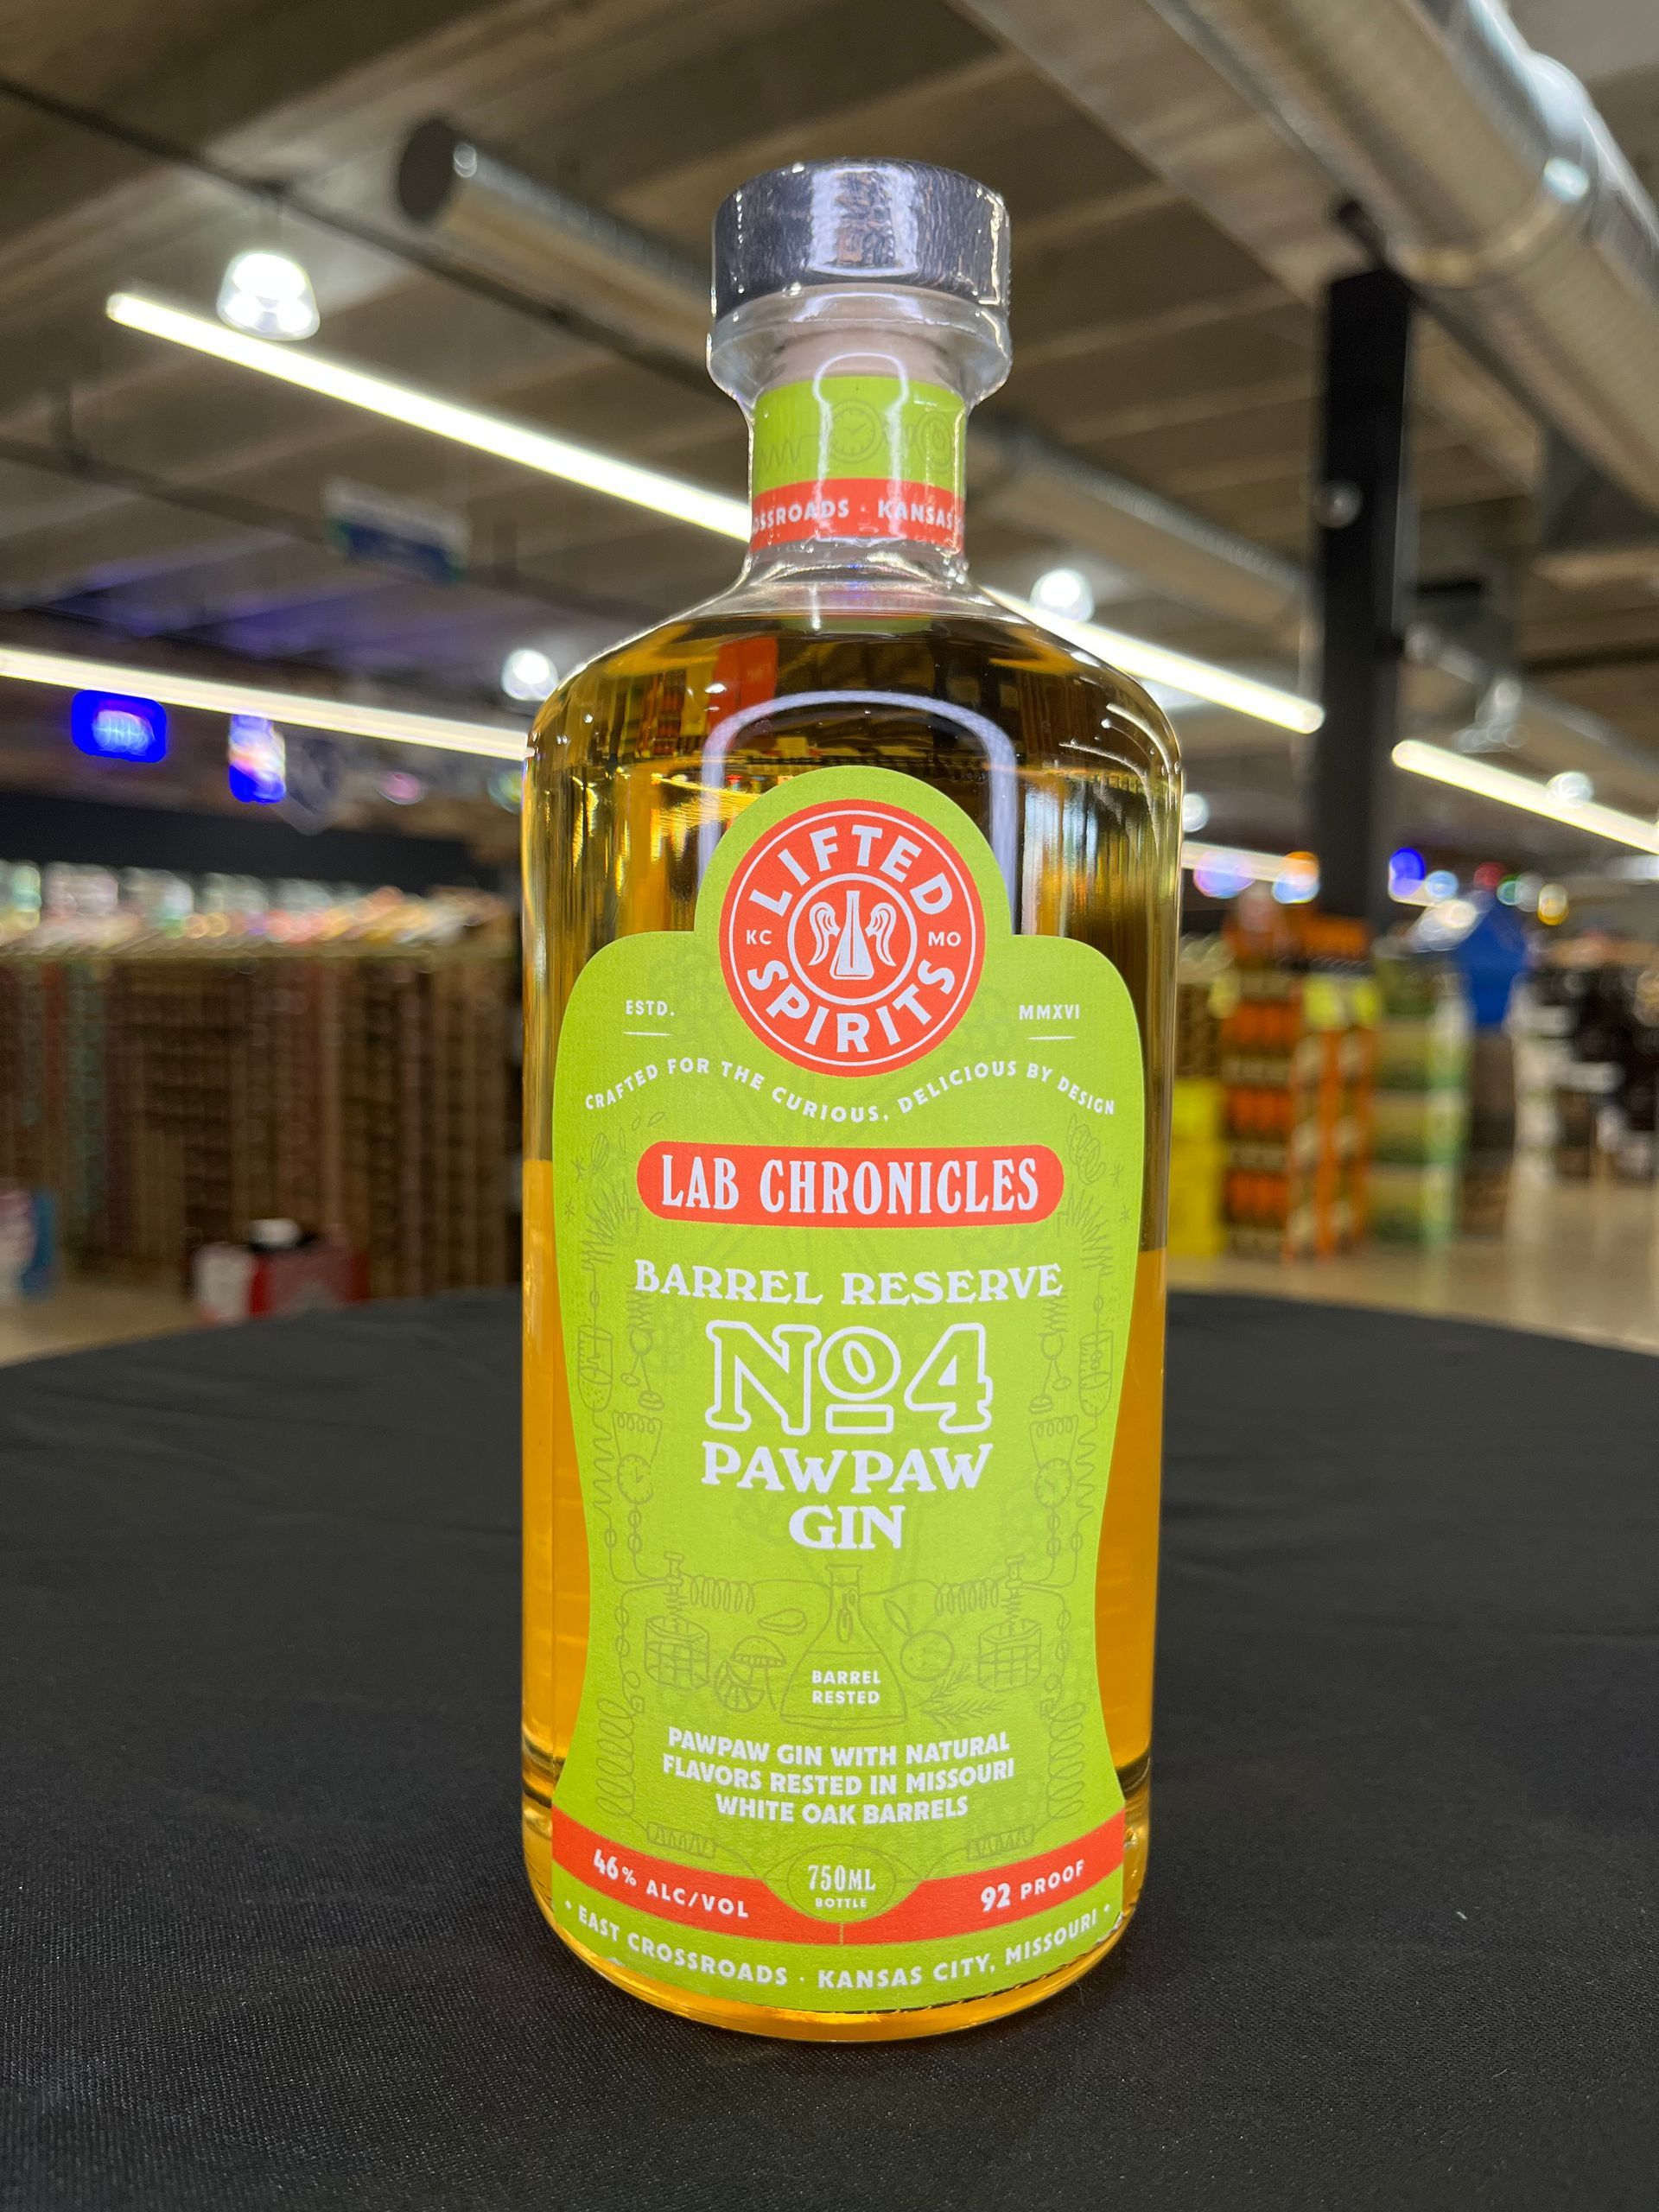 OSSROADS · KANSAS
LIFTED
KC MO
SPIRITS
ESTD. MMXVI
CRAFTED FOR THE CURIOUS, DELICIOUS BY DESIGN
LAB CHRONICLES
BARREL RESERVE
Nº4
PAWPAW
GIN
BARREL
RESTED
PAWPAW GIN WITH NATURAL
FLAVORS RESTED IN MISSOURI
WHITE OAK BARRELS
46% ALC/VOL
750ML
BOTTLE
92 PROOF
• EAST CROSSROADS · KANSAS CITY, MISSOURI •